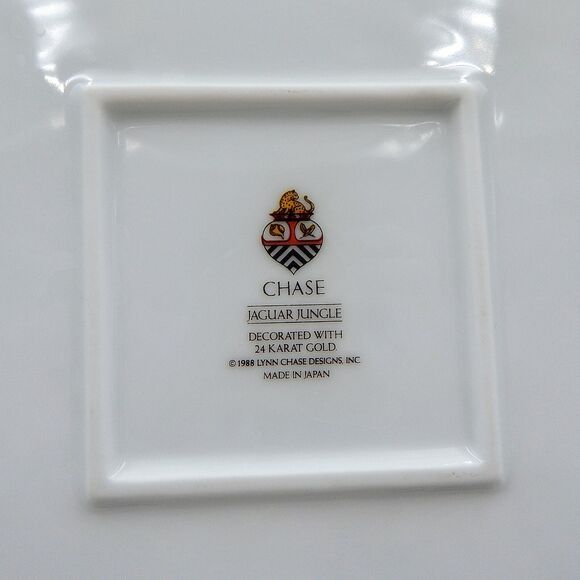 CHASE
JAGUAR JUNGLE
DECORATED WITH
24 KARAT GOLD.
© 1988 LYNN CHASE DESIGNS, INC.
MADE IN JAPAN